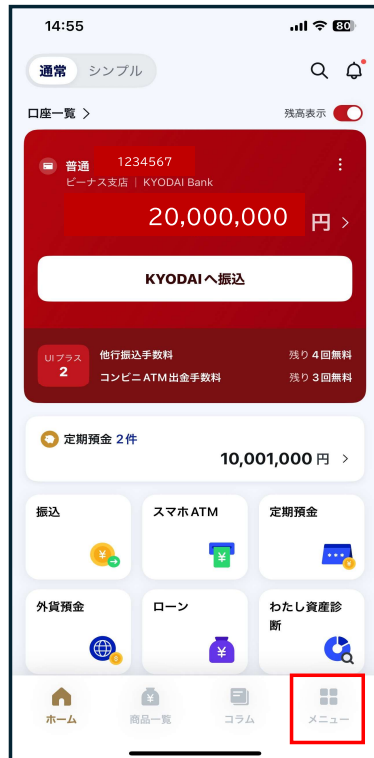 14:55
80
通常 シンプル
口座一覧 >
残高表示
普通 1234567
ビーナス支店 | KYODAI Bank
20,000,000 円 >
KYODAIへ振込
UIプラス
2
他行振込手数料 残り4回無料
コンビニATM出金手数料 残り3回無料
定期預金 2件
10,001,000 円 >
振込
スマホATM
定期預金
外貨預金
ローン
わたし資産診
断
ホーム
商品一覧
コラム
メニュー